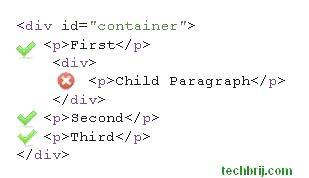 <div id="container">
<p>First</p>
<div>
<p>Child Paragraph</p>
</div>
<p>Second</p>
<p>Third</p>
</div>
techbrij.com